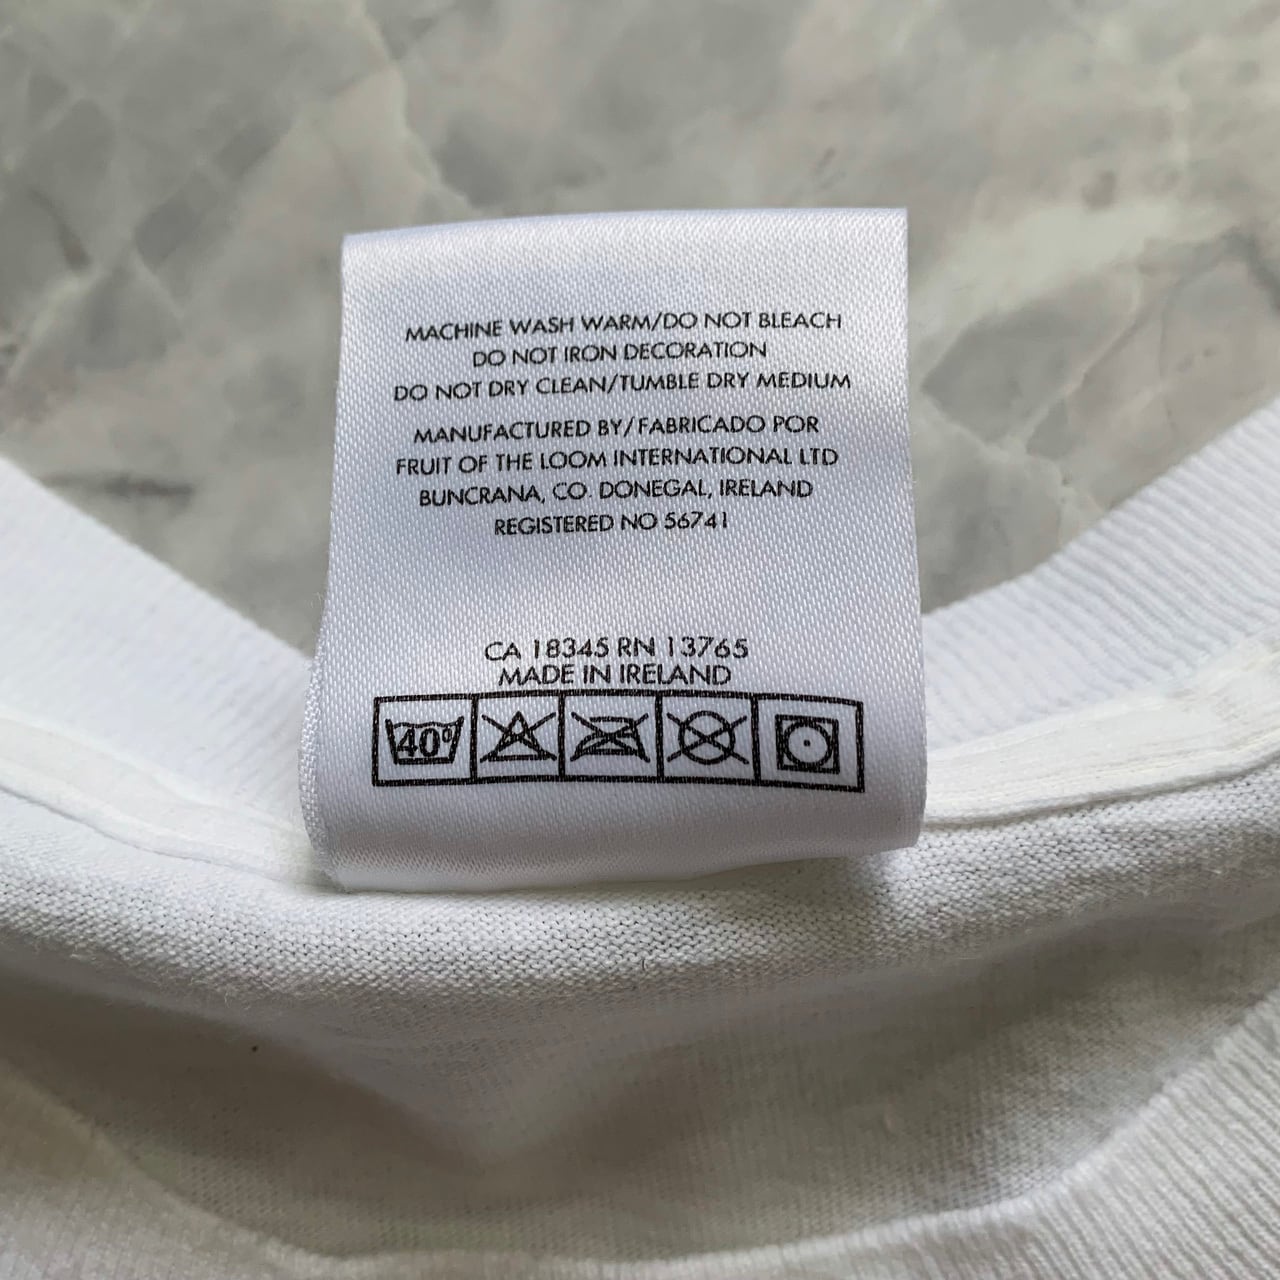 MACHINE WASH WARM/DO NOT BLEACH
DO NOT IRON DECORATION
DO NOT DRY CLEAN/TUMBLE DRY MEDIUM
MANUFACTURED BY/FABRICADO POR
FRUIT OF THE LOOM INTERNATIONAL LTD
BUNCRANA, CO. DONEGAL, IRELAND
REGISTERED NO 56741
CA 18345 RN 13765
MADE IN IRELAND
40°